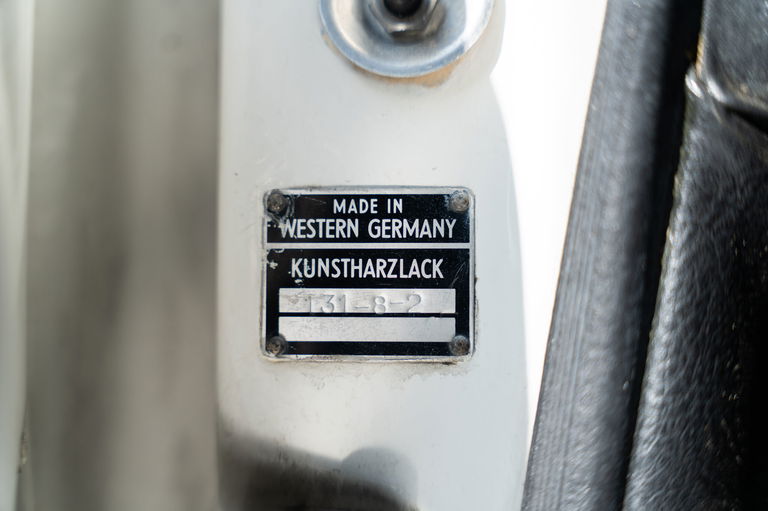 MADE IN
WESTERN GERMANY
KUNSTHARZLACK
131-8-2